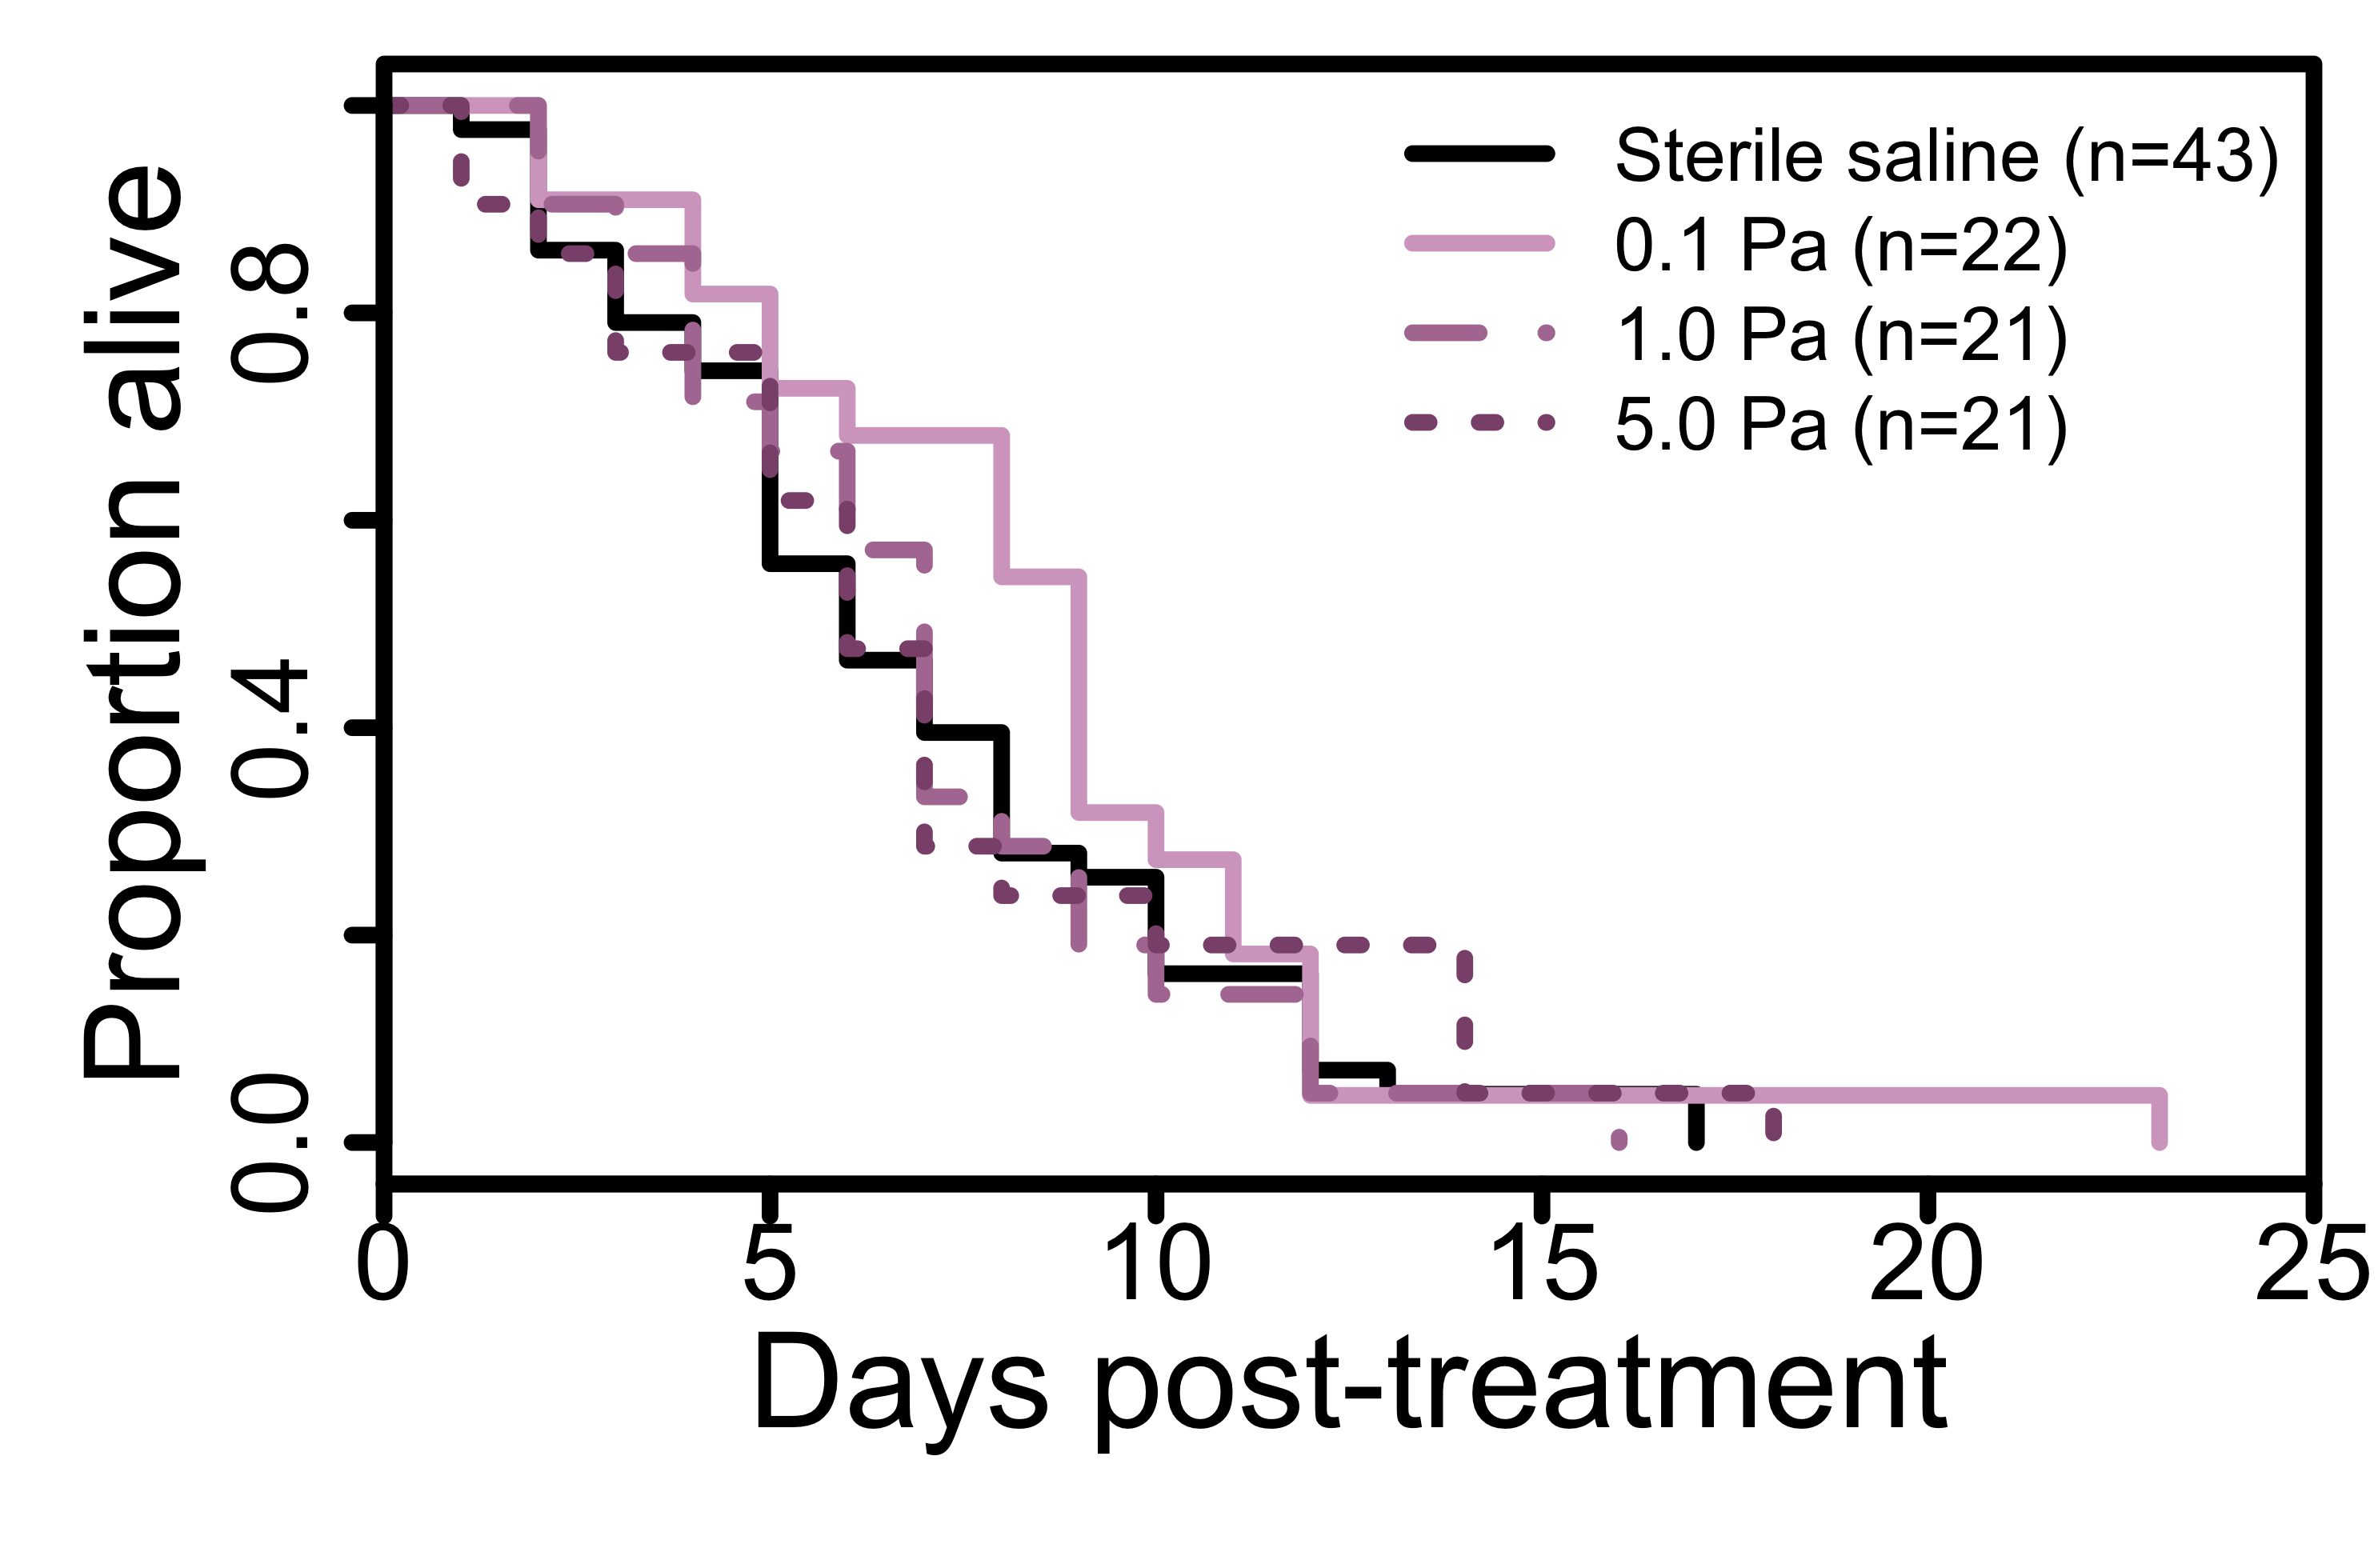 Sterile saline (n=43)
0.1 Pa (n=22)
1.0 Pa (n=21)
5.0 Pa (n=21)
Proportion alive
0.8
0.4
0.0
0 5 10 15 20 25
Days post-treatment